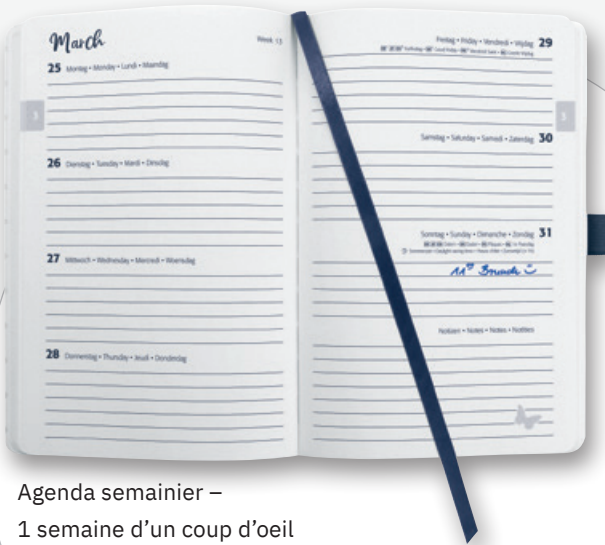 March
Week 13
25 Montag • Monday • Lundi • Maandag
3
26 Dienstag • Tuesday • Mardi • Dinsdag
27 Mittwoch • Wednesday • Mercredi • Woensdag
28 Donnerstag • Thursday • Jeudi • Donderdag
Freitag • Friday • Vendredi • Vrijdag 29
Samstag • Saturday • Samedi • Zaterdag 30
Sonntag • Sunday • Dimanche • Zondag 31
Brunch
Notizen • Notes • Notes • Notities
Agenda semainier –
1 semaine d’un coup d’oeil